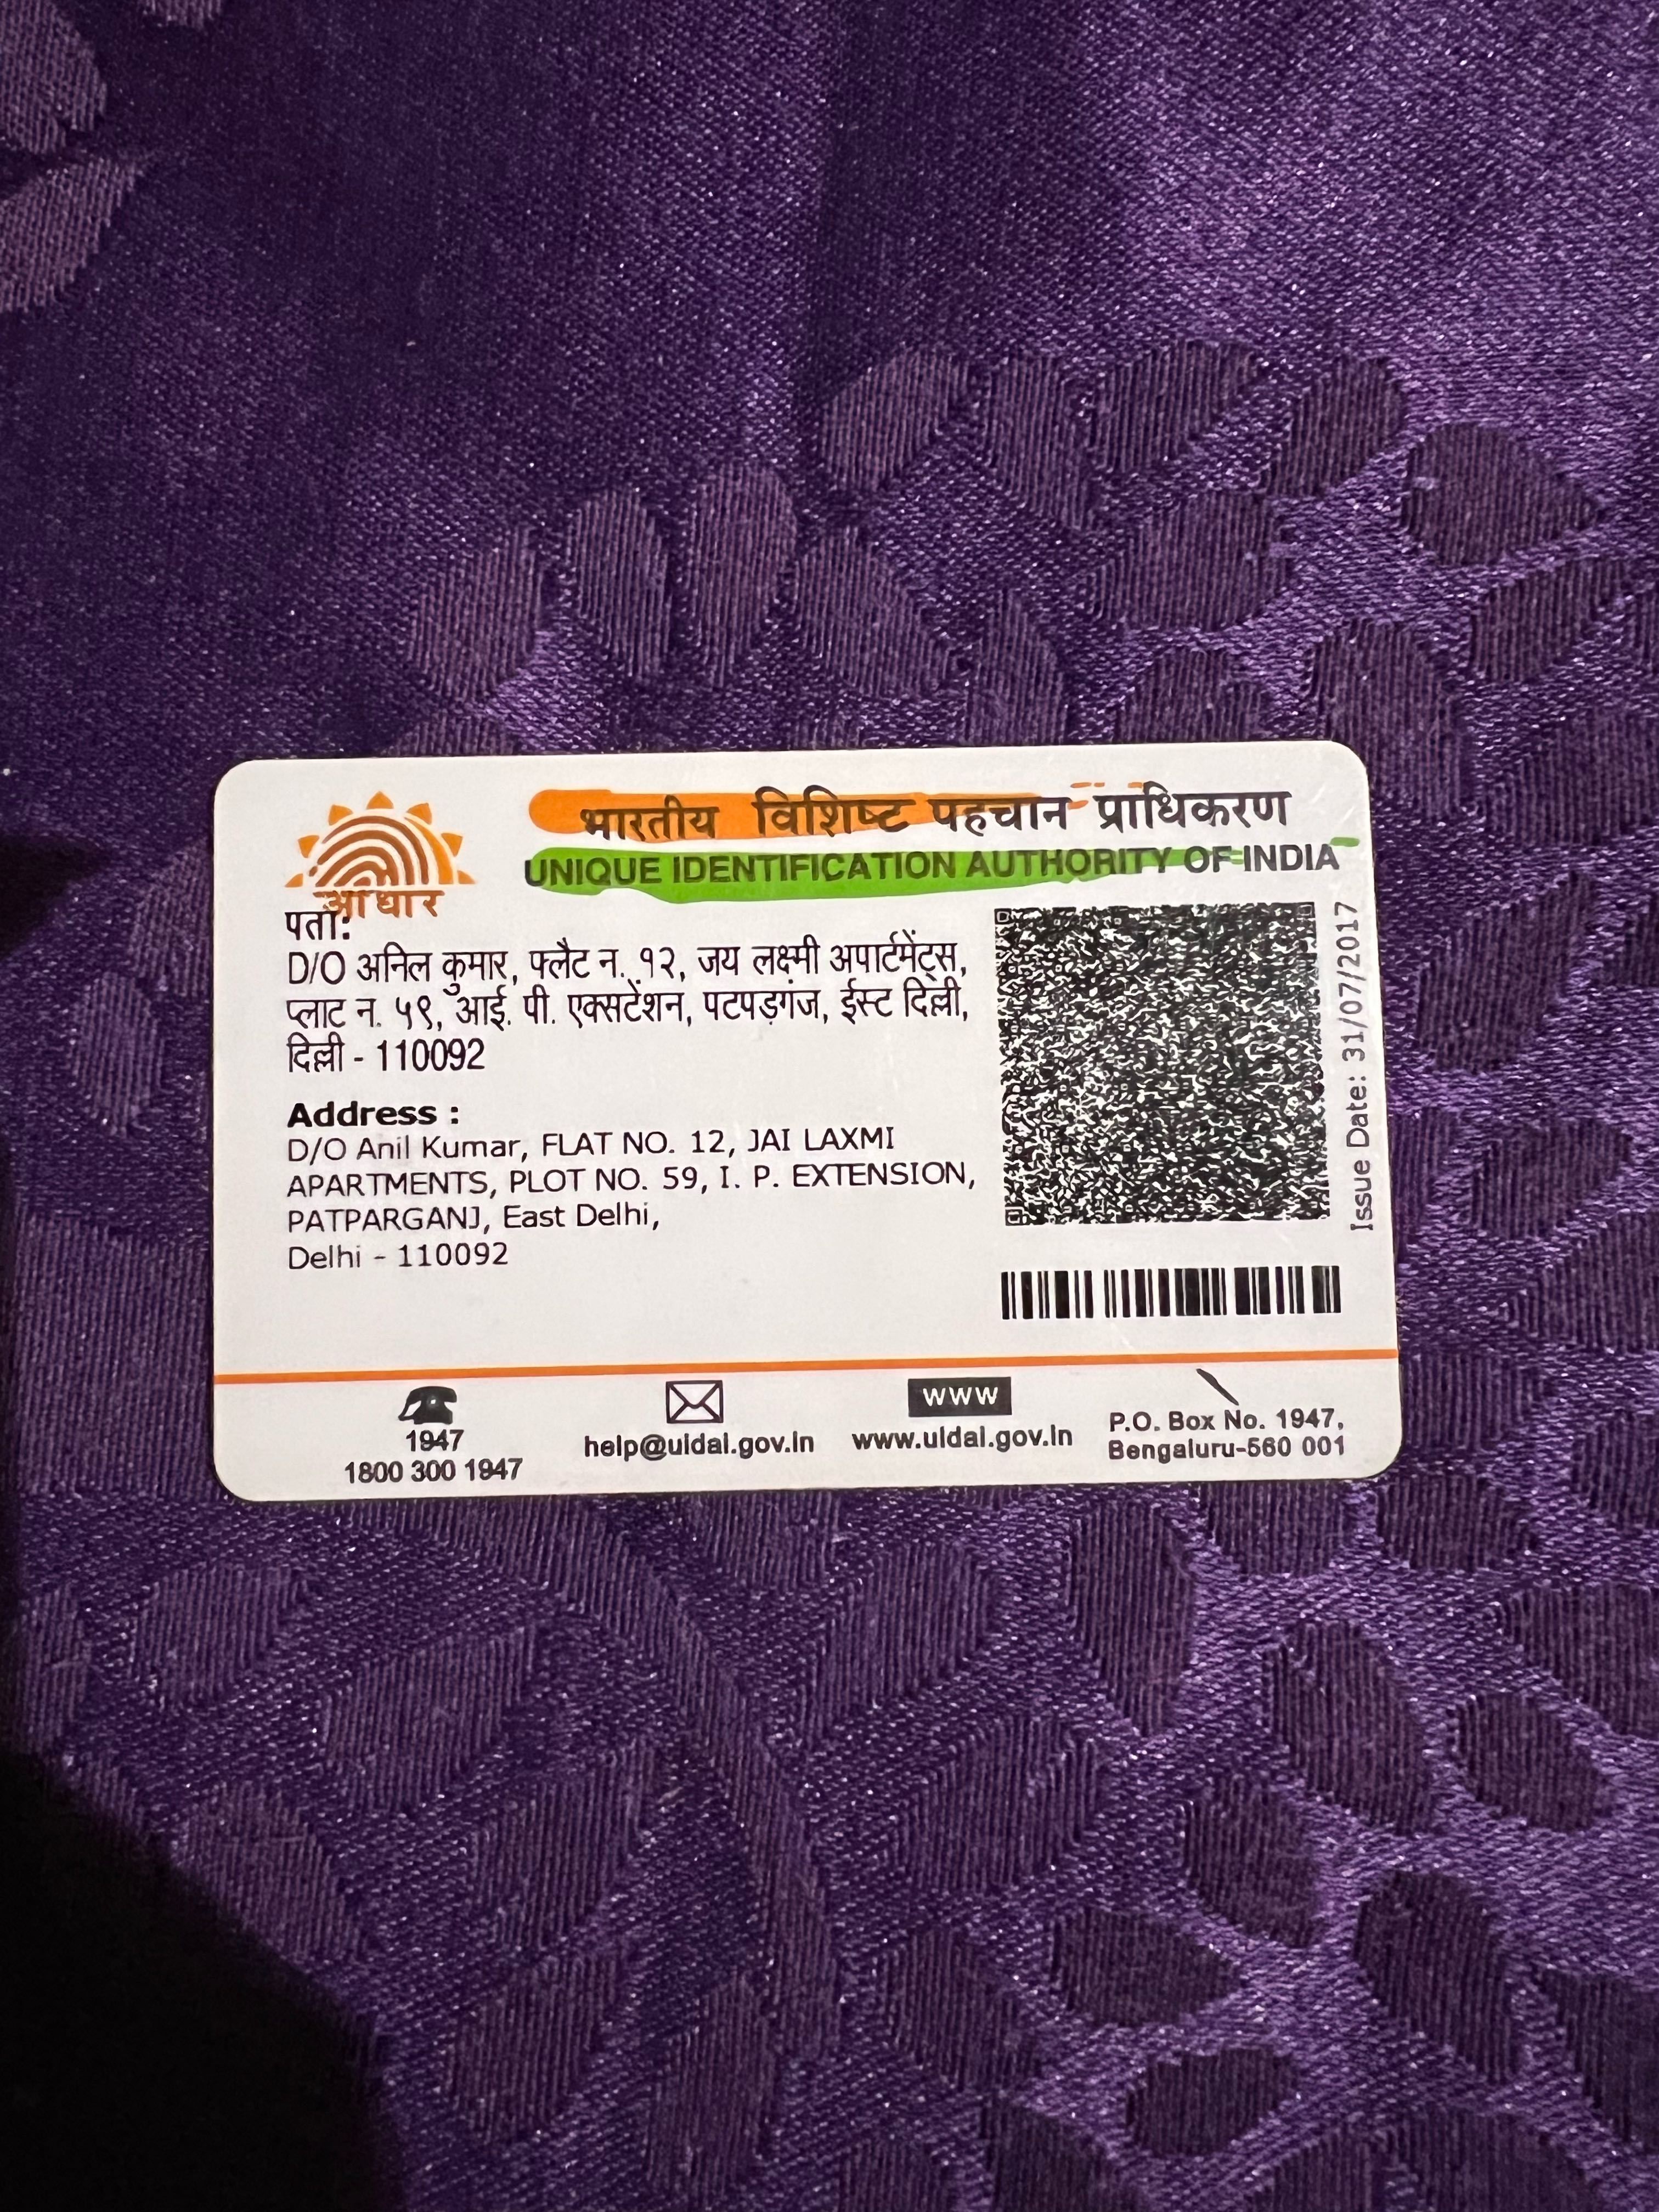 भारतीय विशिष्ट पहचान प्राधिकरण
UNIQUE IDENTIFICATION AUTHORITY OF INDIA
आधार
पता:
D/O अनिल कुमार, फ्लैट न. १२, जय लक्ष्मी अपार्टमेंट्स,
प्लाट न. ५९, आई. पी. एक्सटेंशन, पटपड़गंज, ईस्ट दिल्ली,
दिल्ली - 110092
Address :
D/O Anil Kumar, FLAT NO. 12, JAI LAXMI
APARTMENTS, PLOT NO. 59, I. P. EXTENSION,
PATPARGANJ, East Delhi,
Delhi - 110092
Issue Date: 31/07/2017
1947
1800 300 1947
help@uidai.gov.in
www
www.uidai.gov.in
P.O. Box No. 1947,
Bengaluru-560 001